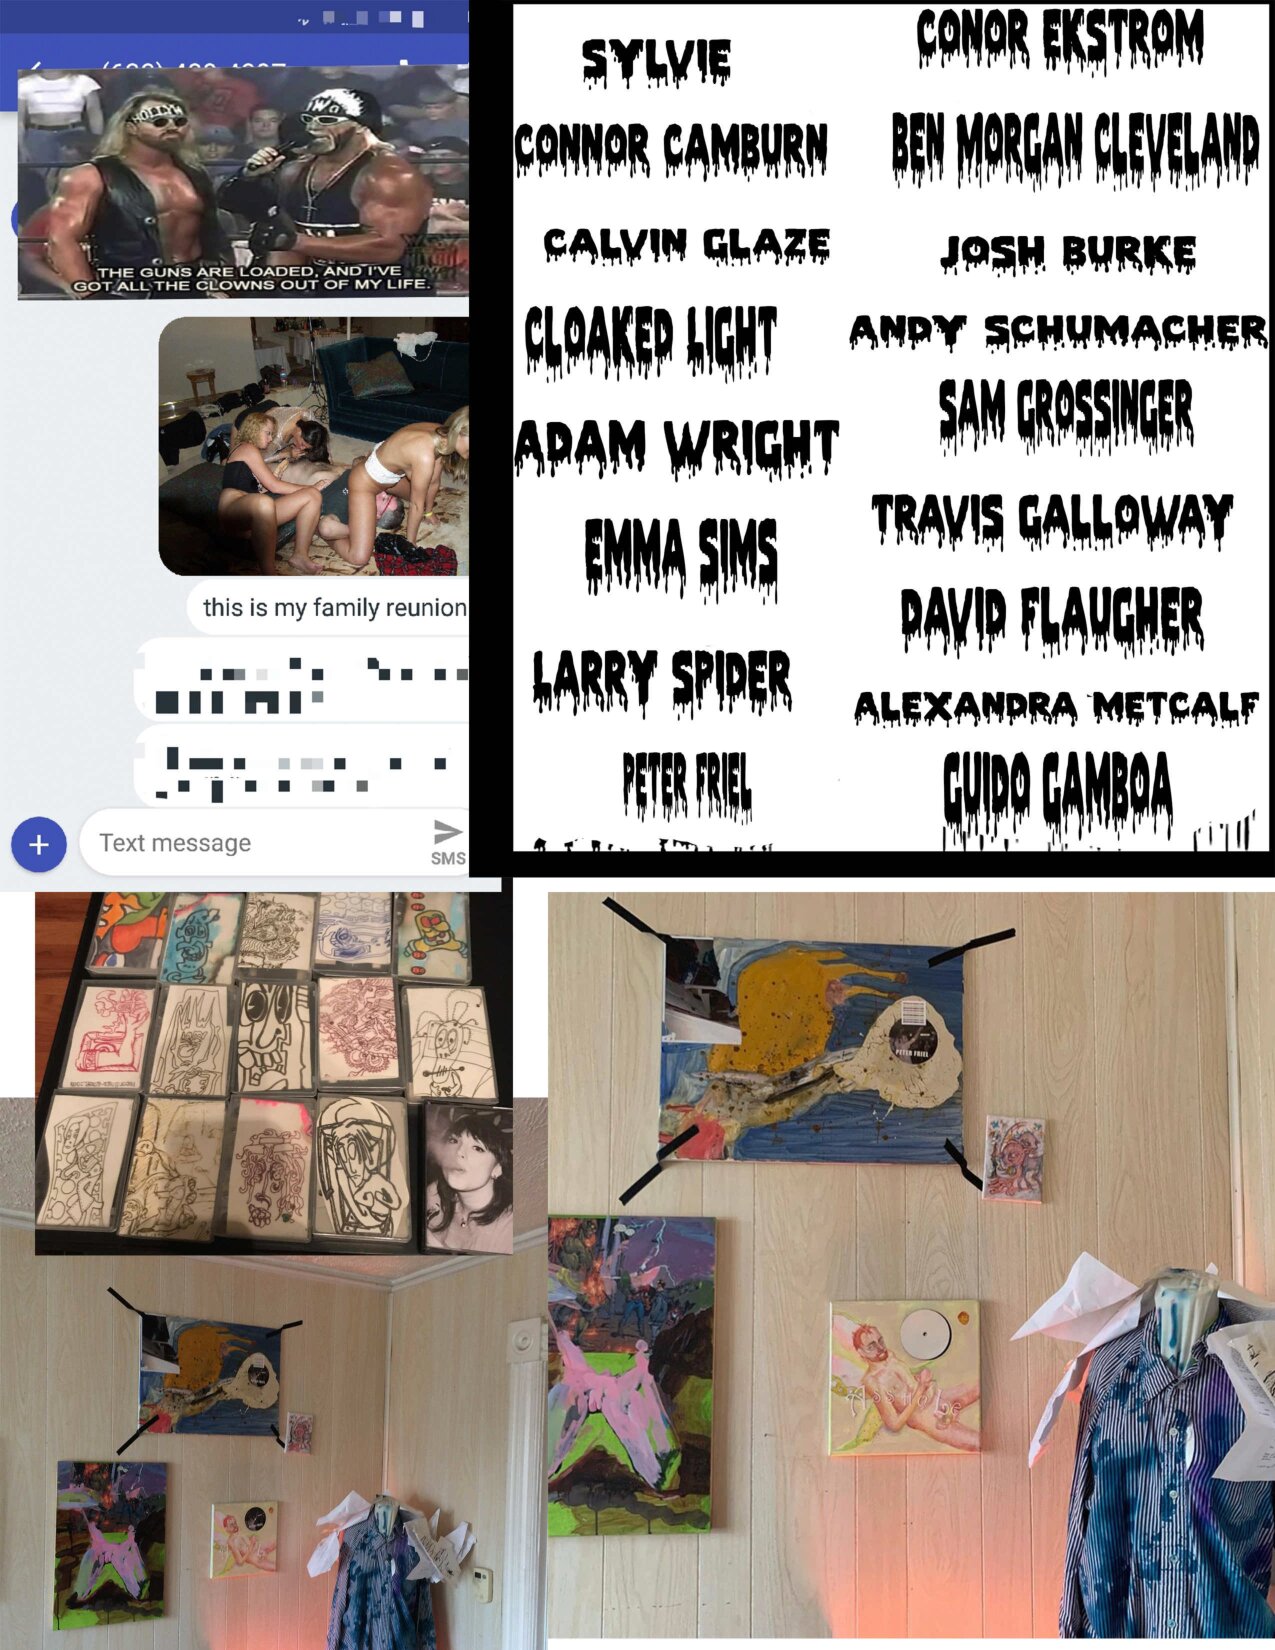 HOLLYW
THE GUNS ARE LOADED, AND I'VE
GOT ALL THE CLOWNS OUT OF MY LIFE.
this is my family reunion
Text message
SMS
SYLVIE
CONNOR CAMBURN
CALVIN GLAZE
CLOAKED LIGHT
ADAM WRIGHT
EMMA SIMS
LARRY SPIDER
PETER FRIEL
CONOR EKSTROM
BEN MORGAN CLEVELAND
JOSH BURKE
ANDY SCHUMACHER
SAM GROSSINGER
TRAVIS GALLOWAY
DAVID FLAUGHER
ALEXANDRA METCALF
GUIDO GAMBOA
PETER FRIEL
AssHoLe